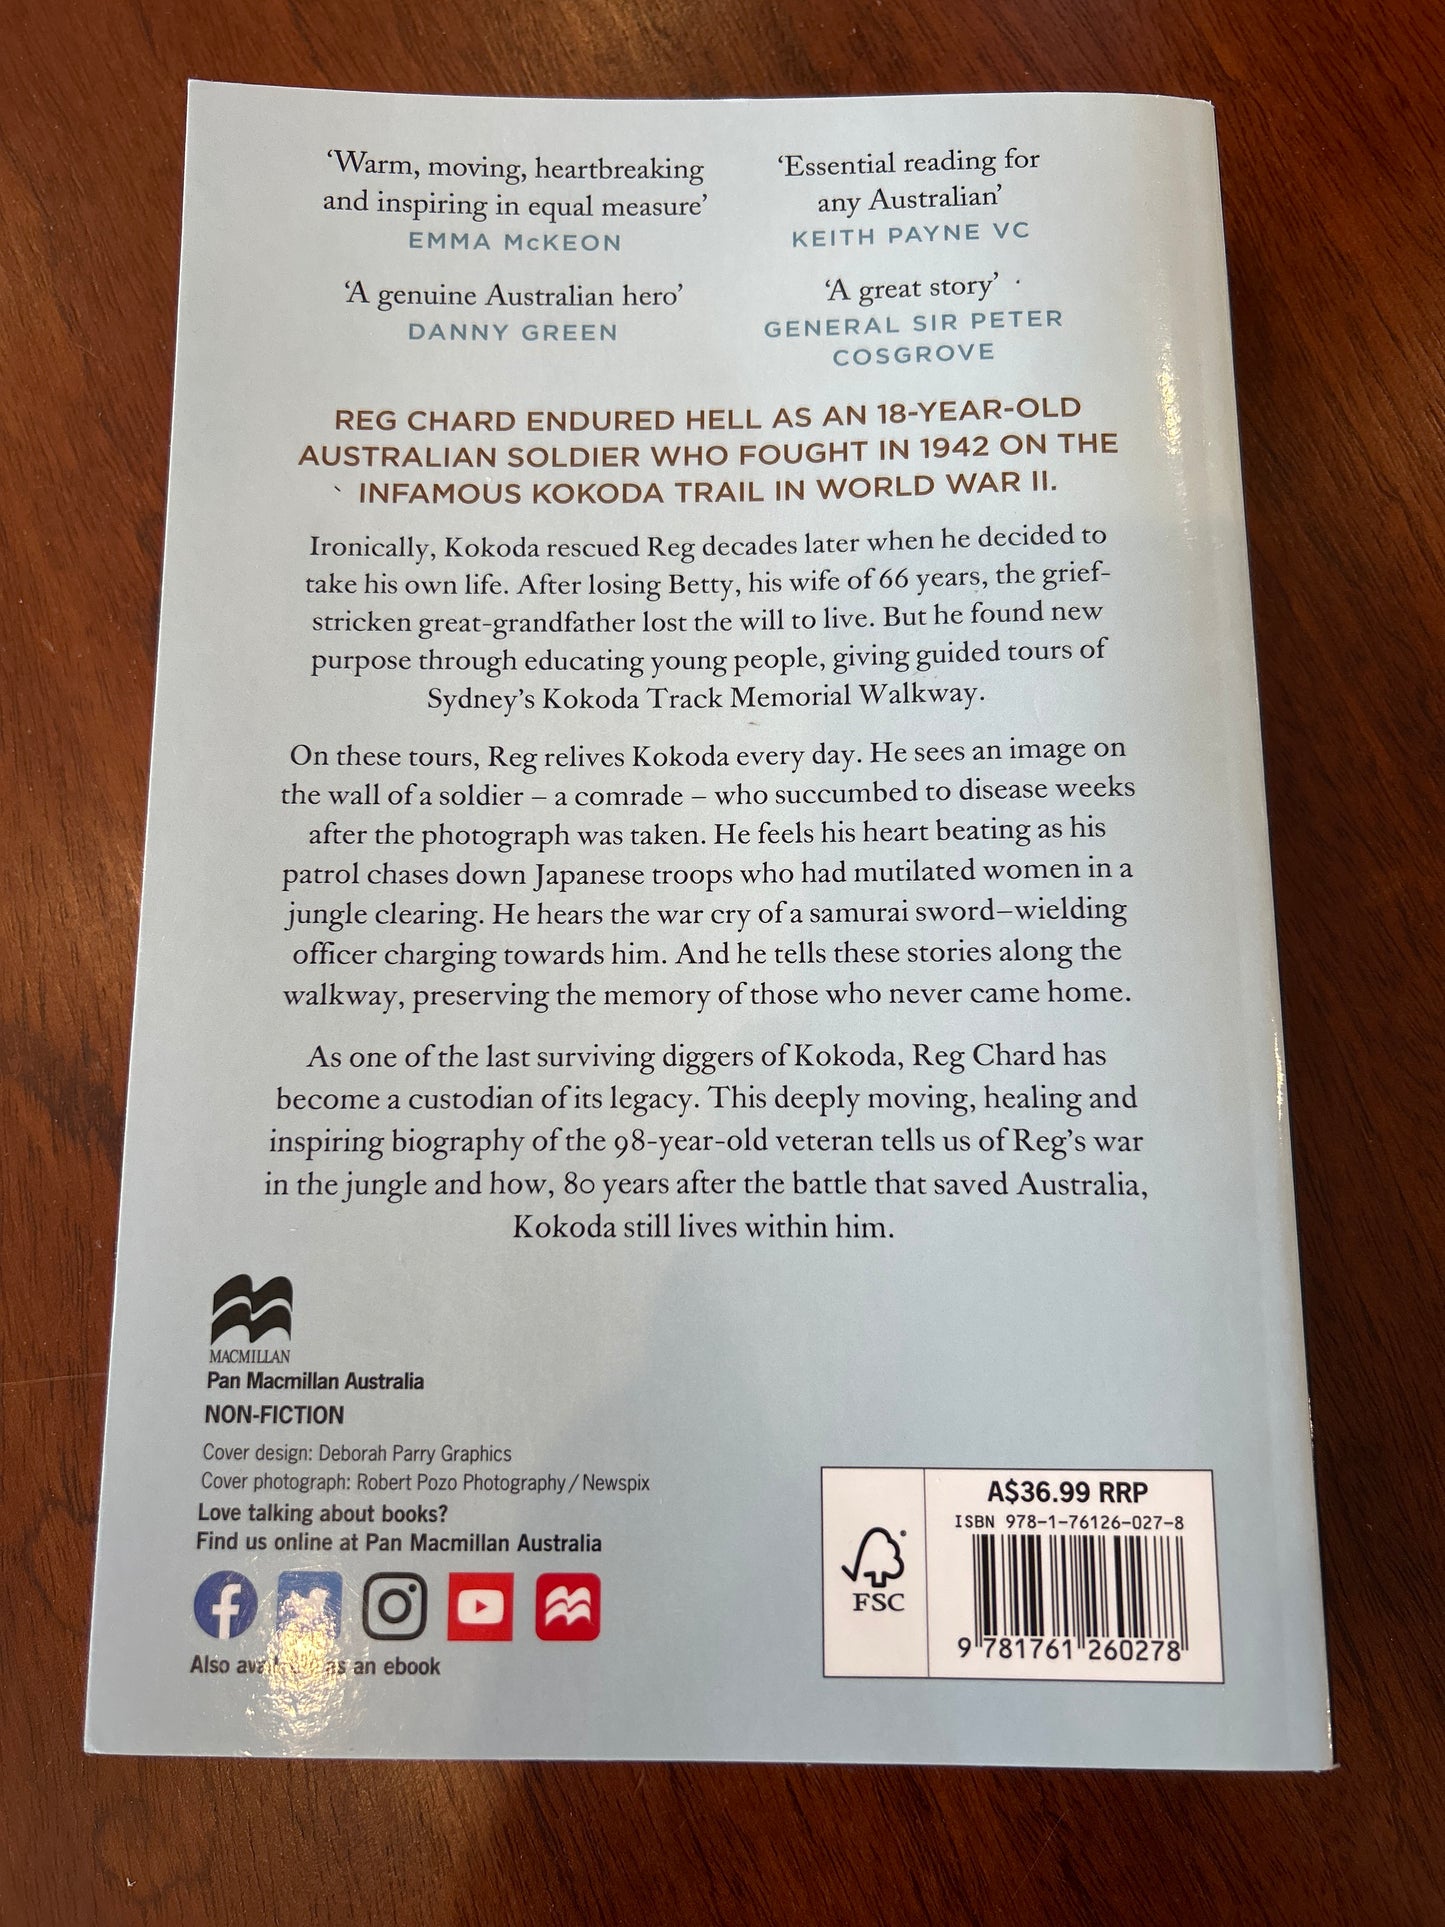 ‘Warm, moving, heartbreaking
and inspiring in equal measure’
EMMA McKEON
‘Essential reading for
any Australian’
KEITH PAYNE VC
‘A genuine Australian hero’
DANNY GREEN
‘A great story’
GENERAL SIR PETER
COSGROVE
REG CHARD ENDURED HELL AS AN 18-YEAR-OLD
AUSTRALIAN SOLDIER WHO FOUGHT IN 1942 ON THE
INFAMOUS KOKODA TRAIL IN WORLD WAR II.
Ironically, Kokoda rescued Reg decades later when he decided to
take his own life. After losing Betty, his wife of 66 years, the grief-
stricken great-grandfather lost the will to live. But he found new
purpose through educating young people, giving guided tours of
Sydney’s Kokoda Track Memorial Walkway.
On these tours, Reg relives Kokoda every day. He sees an image on
the wall of a soldier – a comrade – who succumbed to disease weeks
after the photograph was taken. He feels his heart beating as his
patrol chases down Japanese troops who had mutilated women in a
jungle clearing. He hears the war cry of a samurai sword–wielding
officer charging towards him. And he tells these stories along the
walkway, preserving the memory of those who never came home.
As one of the last surviving diggers of Kokoda, Reg Chard has
become a custodian of its legacy. This deeply moving, healing and
inspiring biography of the 98-year-old veteran tells us of Reg’s war
in the jungle and how, 80 years after the battle that saved Australia,
Kokoda still lives within him.
MACMILLAN
Pan Macmillan Australia
NON-FICTION
Cover design: Deborah Parry Graphics
Cover photograph: Robert Pozo Photography / Newspix
Love talking about books?
Find us online at Pan Macmillan Australia
Also available as an ebook
FSC
A$36.99 RRP
ISBN 978-1-76126-027-8
9 781761 260278